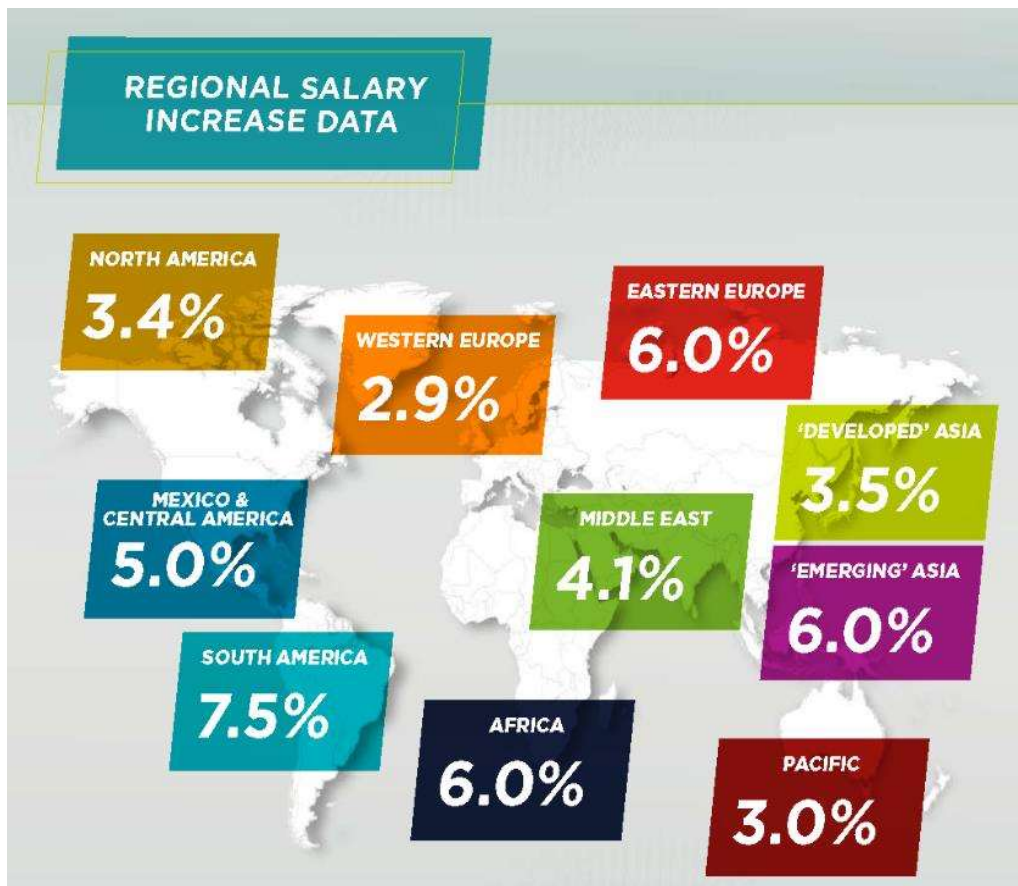 REGIONAL SALARY
INCREASE DATA
NORTH AMERICA
3.4%
WESTERN EUROPE
2.9%
EASTERN EUROPE
6.0%
'DEVELOPED' ASIA
3.5%
MEXICO &
CENTRAL AMERICA
5.0%
MIDDLE EAST
4.1%
'EMERGING' ASIA
6.0%
SOUTH AMERICA
7.5%
AFRICA
6.0%
PACIFIC
3.0%